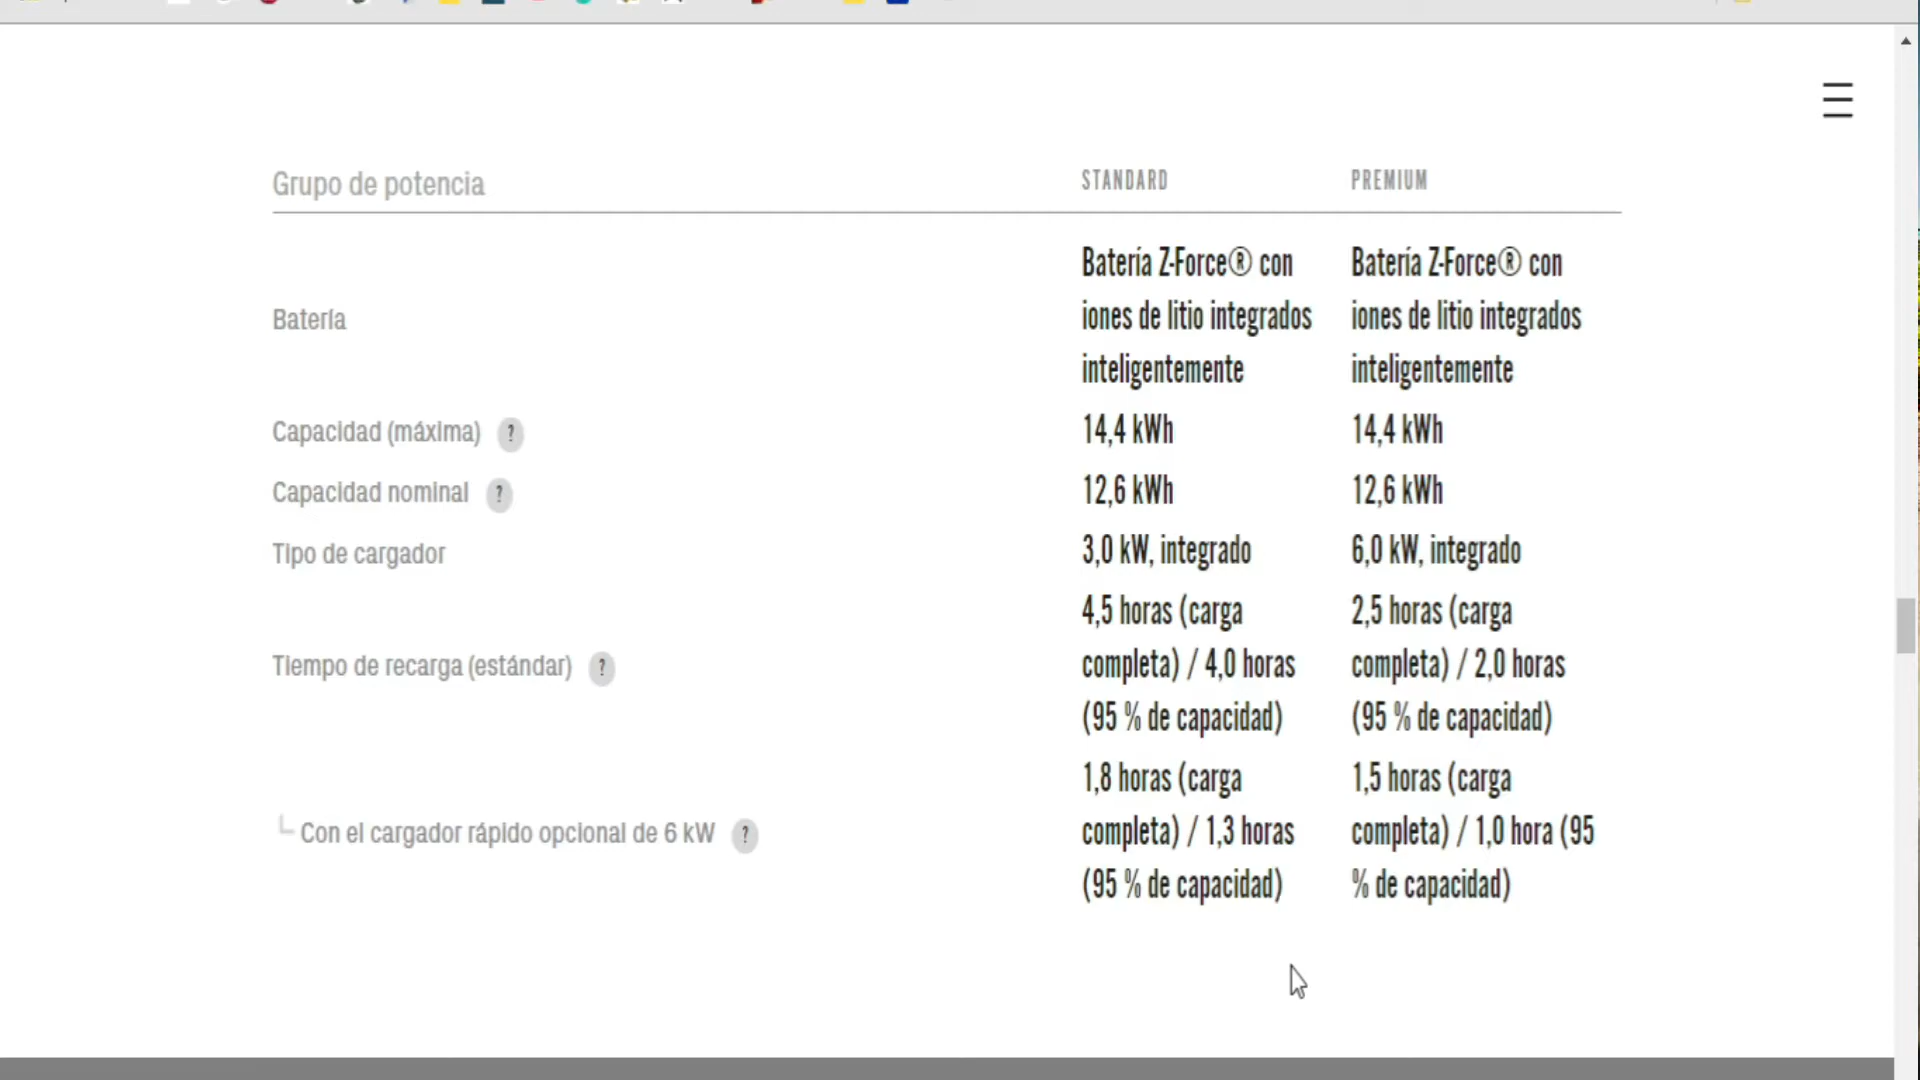 Grupo de potencia STANDARD PREMIUM
Batería
Batería Z-Force® con
iones de litio integrados
inteligentemente
Batería Z-Force® con
iones de litio integrados
inteligentemente
Capacidad (máxima) ? 14,4 kWh 14,4 kWh
Capacidad nominal ? 12,6 kWh 12,6 kWh
Tipo de cargador 3,0 kW, integrado 6,0 kW, integrado
Tiempo de recarga (estándar) ?
4,5 horas (carga
completa) / 4,0 horas
(95 % de capacidad)
2,5 horas (carga
completa) / 2,0 horas
(95 % de capacidad)
Con el cargador rápido opcional de 6 kW ?
1,8 horas (carga
completa) / 1,3 horas
(95 % de capacidad)
1,5 horas (carga
completa) / 1,0 hora (95
% de capacidad)